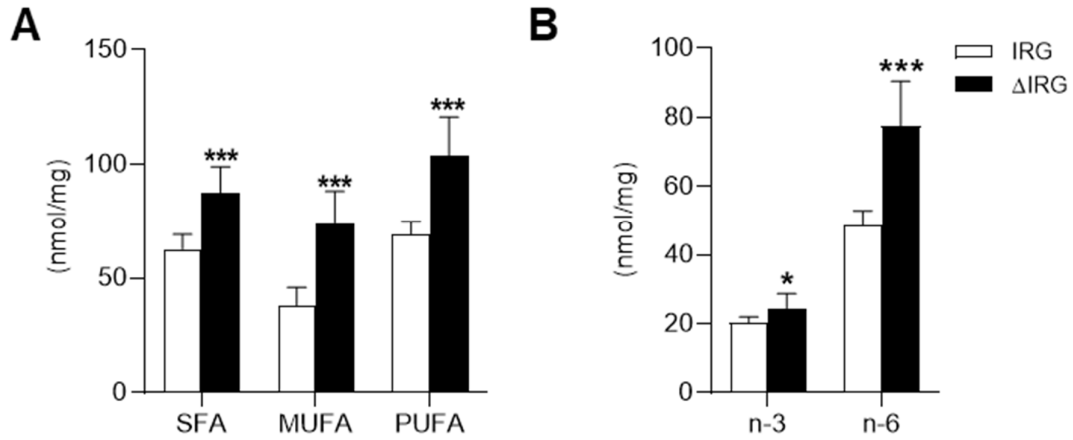 A
150
100
50
0
(nmol/mg)
***
***
***
SFA
MUFA
PUFA
B
100
80
60
40
20
0
(nmol/mg)
*
***
n-3
n-6
IRG
ΔIRG